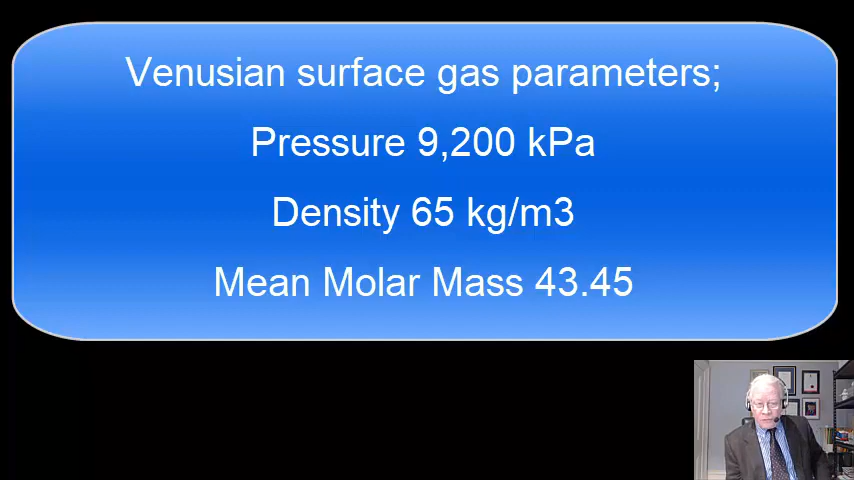 Venusian surface gas parameters;
Pressure 9,200 kPa
Density 65 kg/m3
Mean Molar Mass 43.45